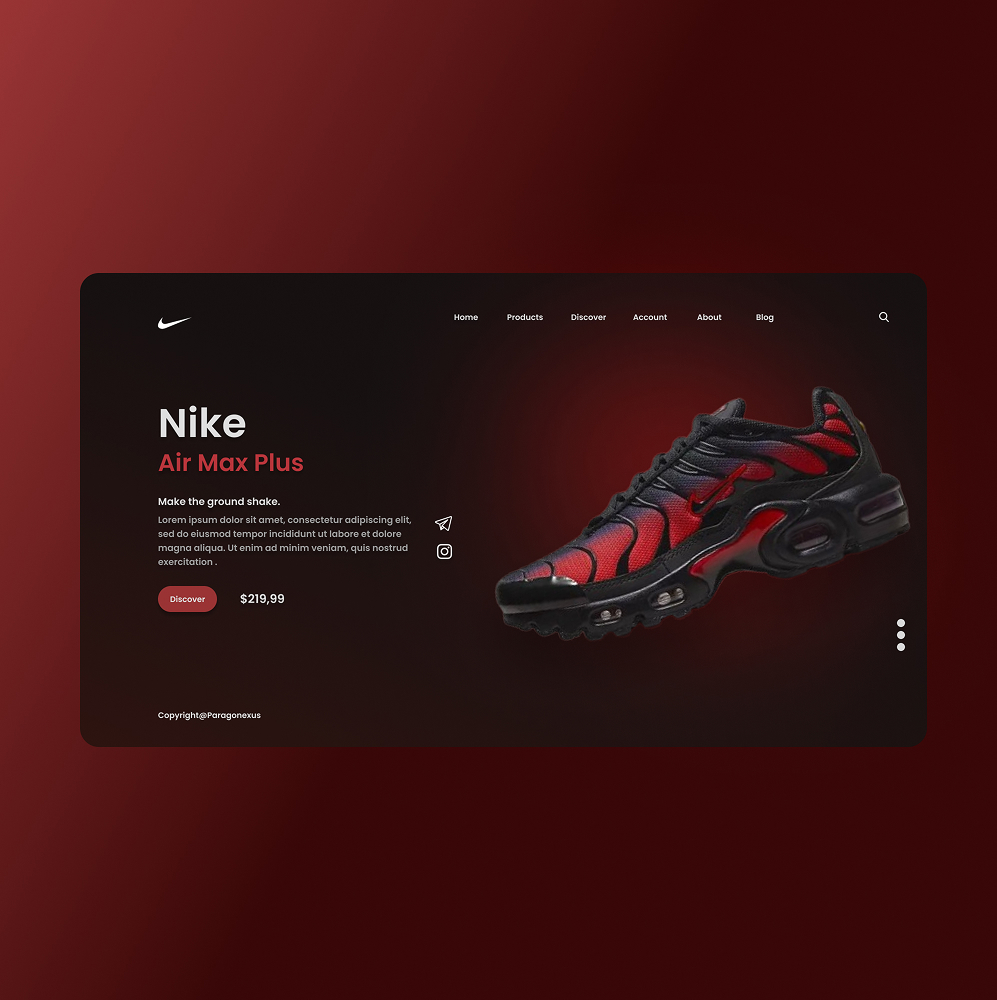 Home Products Discover Account About Blog
Nike
Air Max Plus
Make the ground shake.
Lorem ipsum dolor sit amet, consectetur adipiscing elit,
sed do eiusmod tempor incididunt ut labore et dolore
magna aliqua. Ut enim ad minim veniam, quis nostrud
exercitation .
Discover $219,99
Copyright@Paragonexus